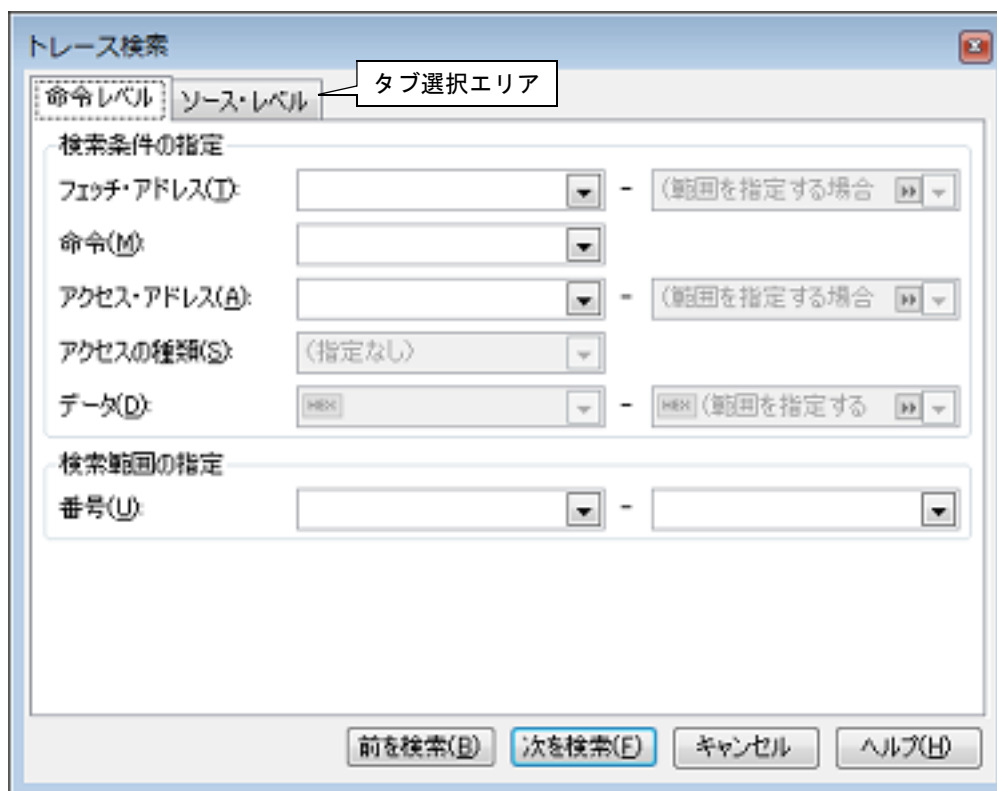 トレース検索
命令レベル ソース・レベル タブ選択エリア
検索条件の指定
フェッチ・アドレス(T): - (範囲を指定する場合
命令(M):
アクセス・アドレス(A): - (範囲を指定する場合
アクセスの種類(S): (指定なし)
データ(D): HEX - HEX (範囲を指定する
検索範囲の指定
番号(U): -
前を検索(B) 次を検索(F) キャンセル ヘルプ(H)